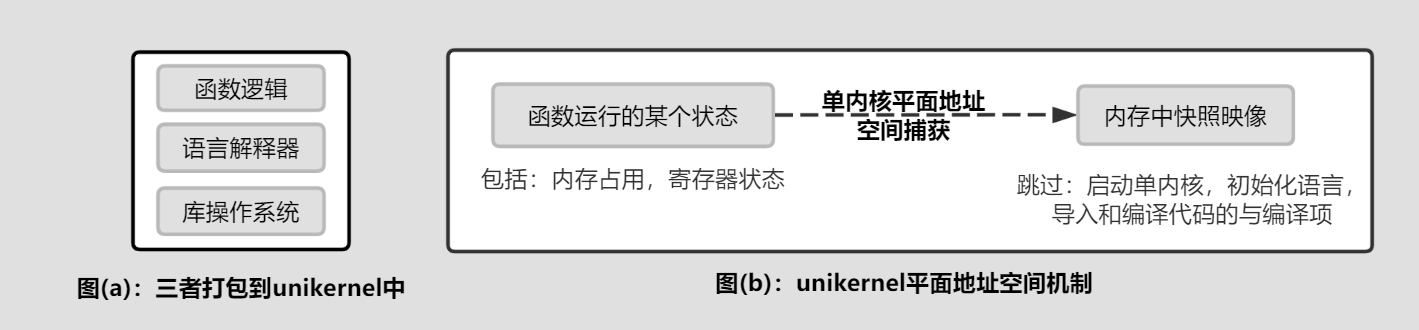 函数逻辑
语言解释器
库操作系统
图(a)：三者打包到unikernel中
函数运行的某个状态
单内核平面地址
空间捕获
内存中快照映像
包括：内存占用，寄存器状态
跳过：启动单内核，初始化语言，
导入和编译代码的与编译项
图(b)：unikernel平面地址空间机制